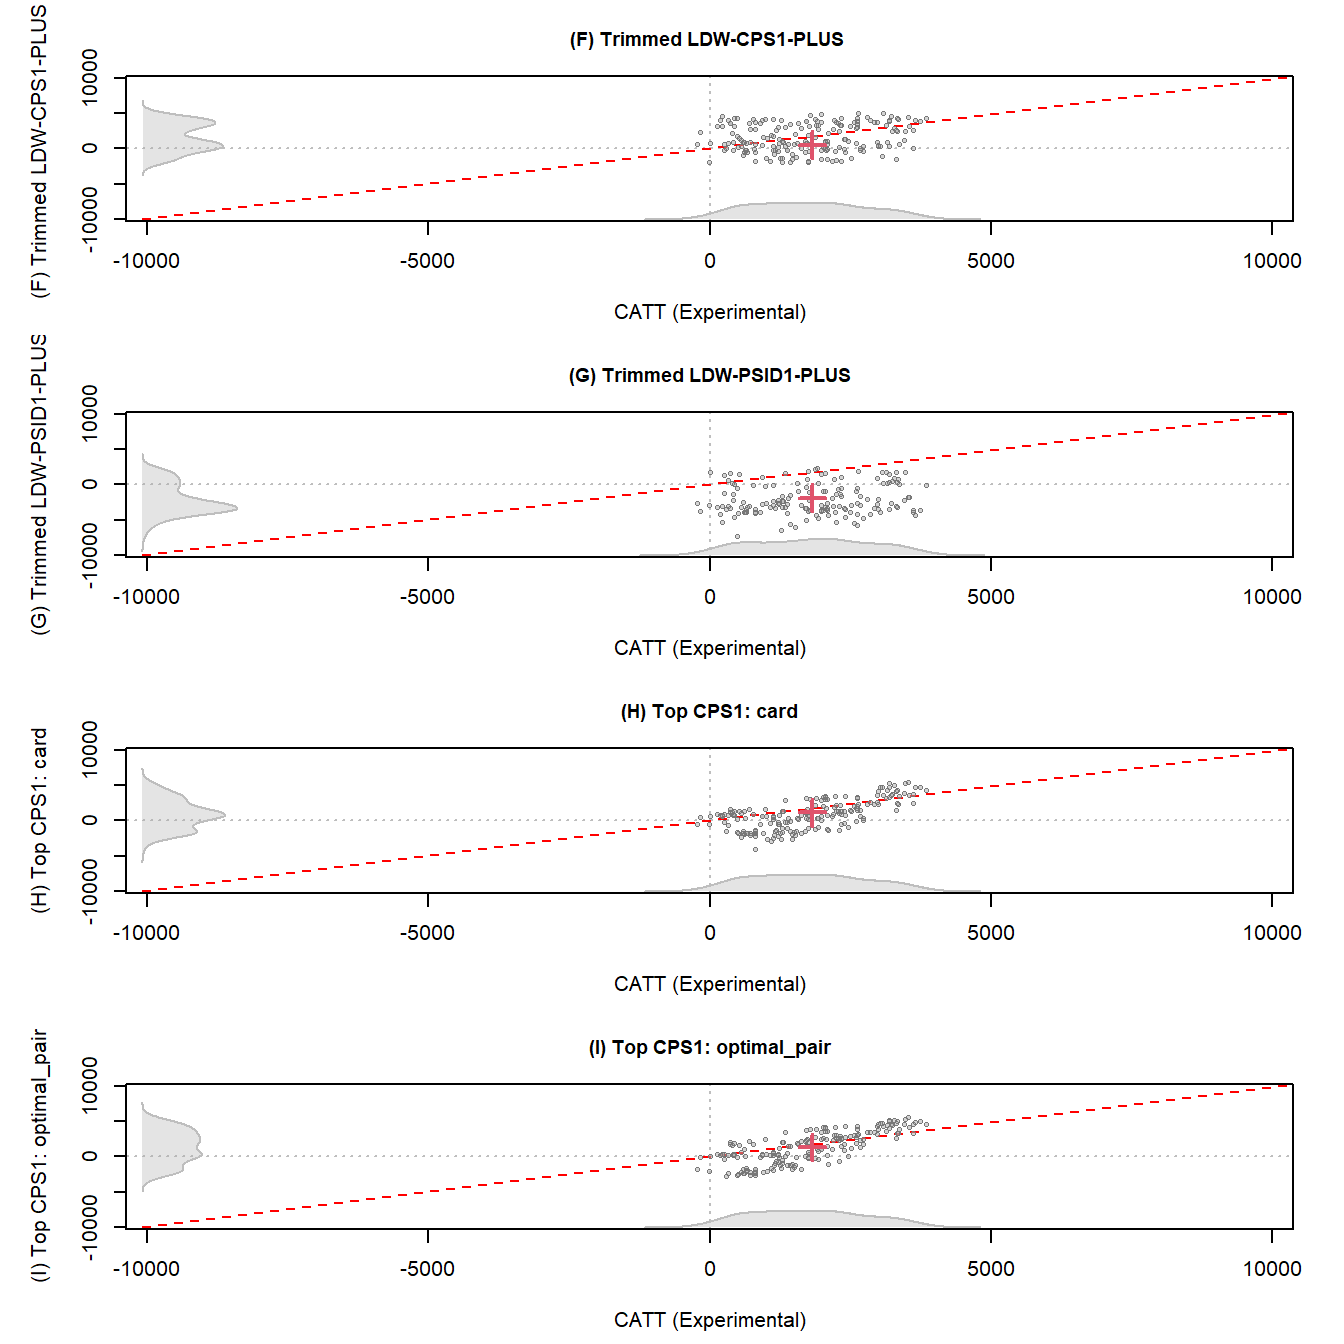 (F) Trimmed LDW-CPS1-PLUS
(F) Trimmed LDW-CPS1-PLUS
10000
0
-10000
-10000 -5000 0 5000 10000
CATT (Experimental)
(G) Trimmed LDW-PSID1-PLUS
(G) Trimmed LDW-PSID1-PLUS
10000
0
-10000
-10000 -5000 0 5000 10000
CATT (Experimental)
(H) Top CPS1: card
(H) Top CPS1: card
10000
0
-10000
-10000 -5000 0 5000 10000
CATT (Experimental)
(I) Top CPS1: optimal_pair
(I) Top CPS1: optimal_pair
10000
0
-10000
-10000 -5000 0 5000 10000
CATT (Experimental)